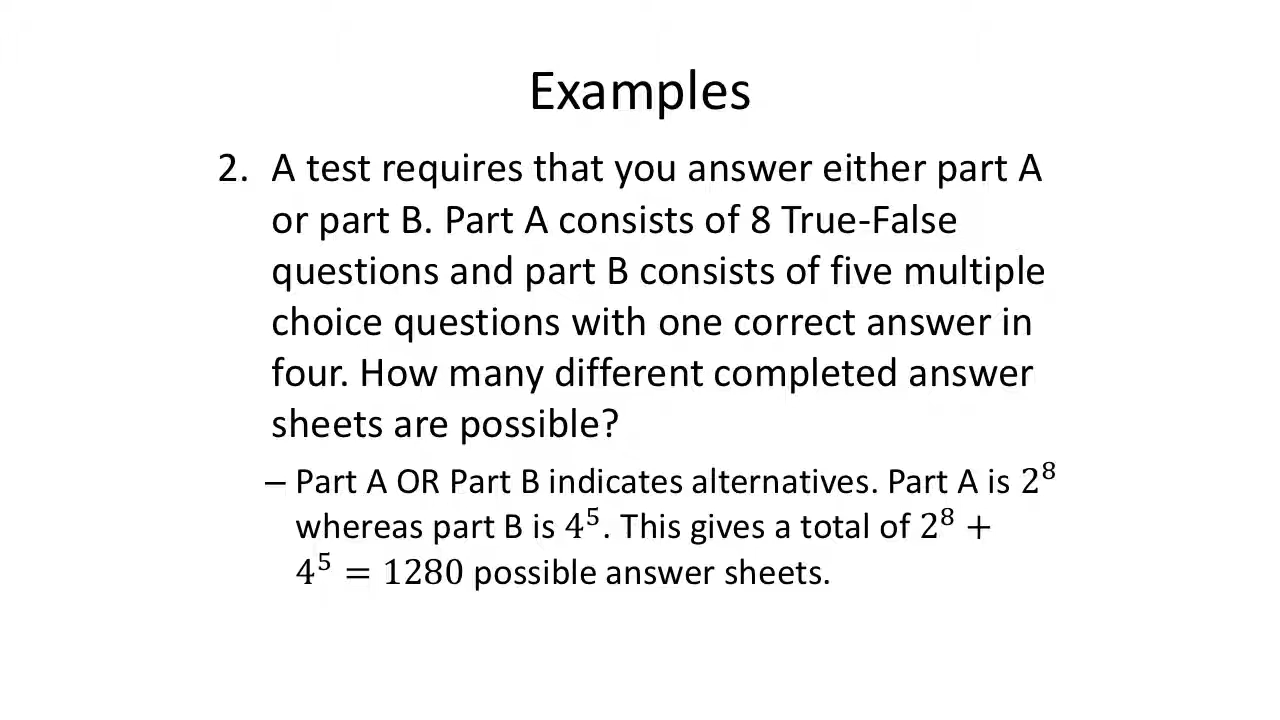 Examples
2. A test requires that you answer either part A
or part B. Part A consists of 8 True-False
questions and part B consists of five multiple
choice questions with one correct answer in
four. How many different completed answer
sheets are possible?
– Part A OR Part B indicates alternatives. Part A is 2⁸
whereas part B is 4⁵. This gives a total of 2⁸ +
4⁵ = 1280 possible answer sheets.